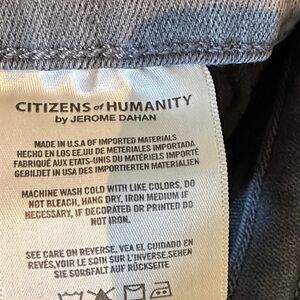 CITIZENS of HUMANITY
by JEROME DAHAN
MADE IN U.S.A OF IMPORTED MATERIALS
HECHO EN LOS EE.UU DE METERIALES IMPORTADA
FABRIQUÉ AUX ETATS-UNIS DU MATÉRIELS IMPORTÉ
GEBILDET IN USA DES IMPORTIERTEN MATERIALIEN
MACHINE WASH COLD WITH LIKE COLORS, DO
NOT BLEACH, HANG DRY, IRON MEDIUM IF
NECESSARY, IF DECORATED OR PRINTED DO
NOT IRON.
SEE CARE ON REVERSE. VEA EL CUIDADO EN
REVÉS.VOIR LE SOIN SUR L'INVERSE.SEHEN
SIE SORGFALT AUF RÜCKSEITE